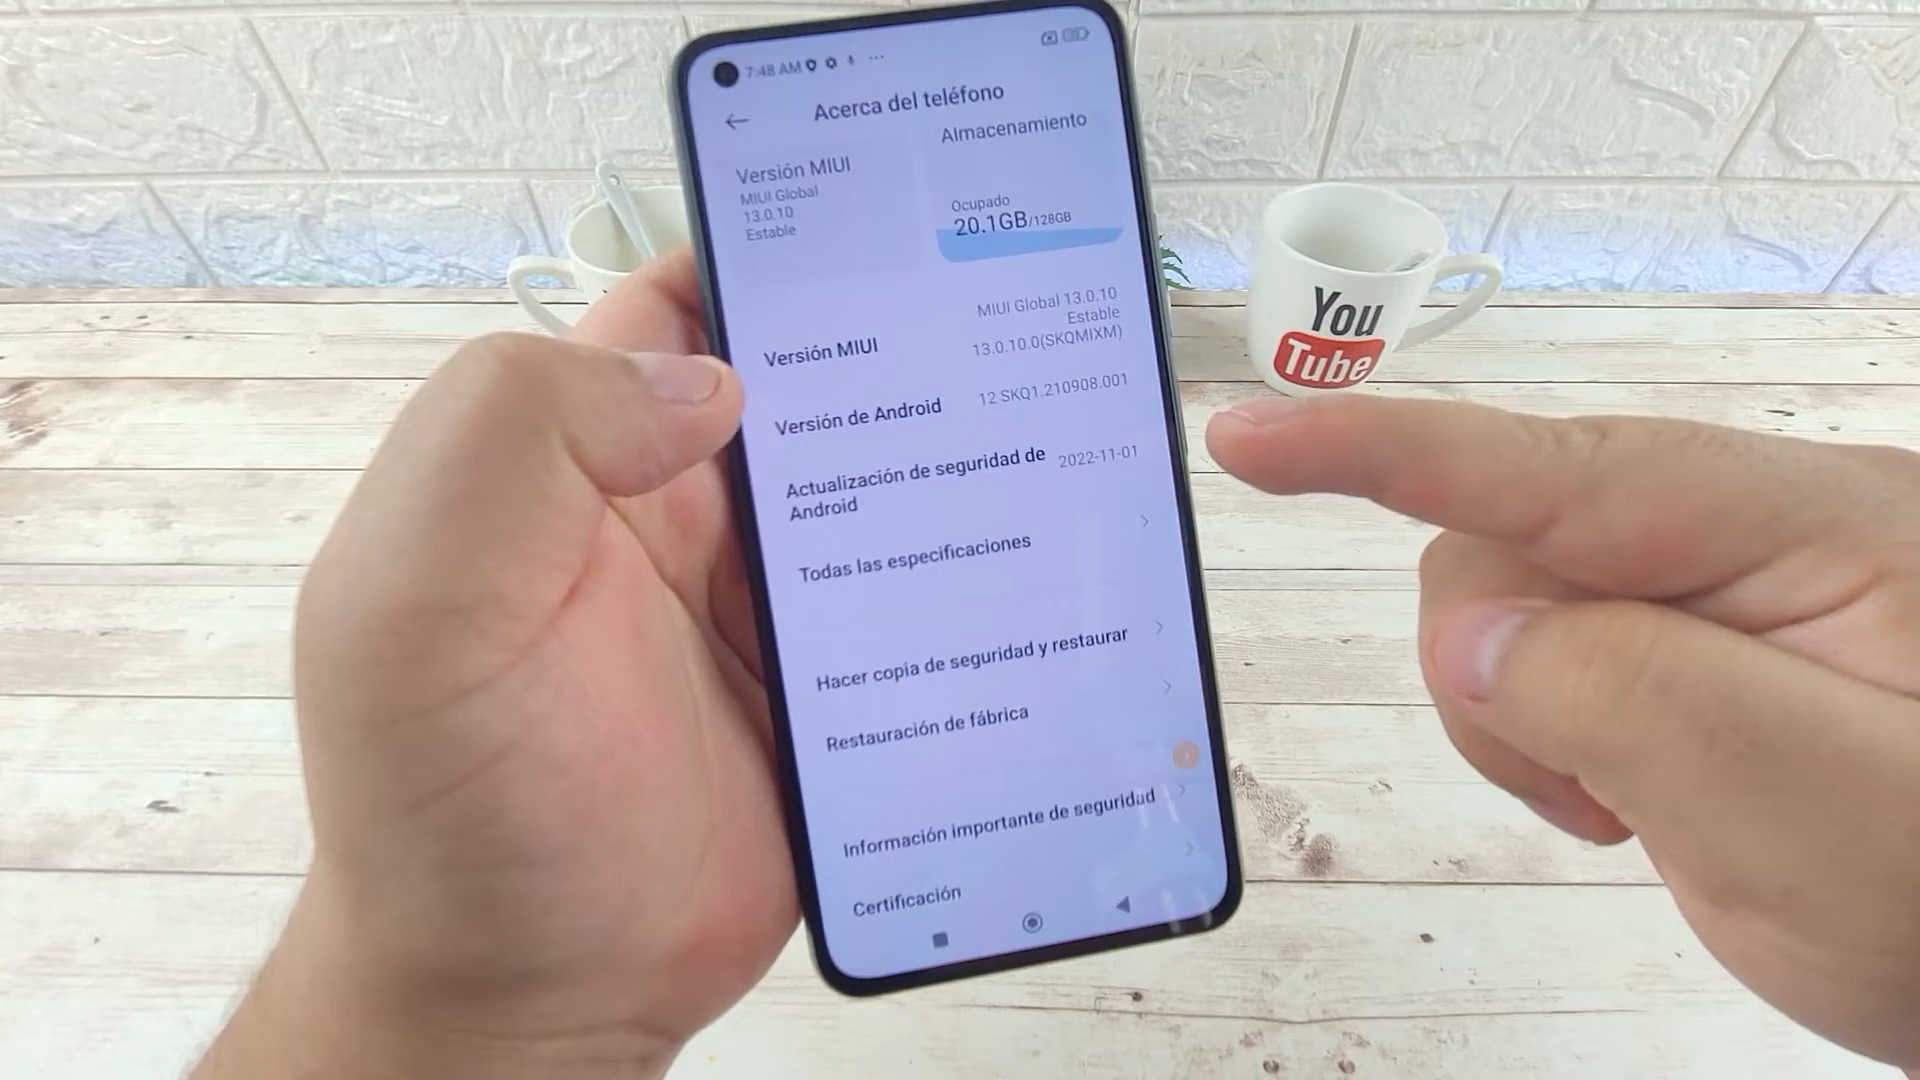 7:48 AM
Acerca del teléfono
Versión MIUI
MIUI Global
13.0.10
Estable
Almacenamiento
Ocupado
20.1GB/128GB
Versión MIUI
MIUI Global 13.0.10
Estable
13.0.10.0(SKQMIXM)
Versión de Android
12 SKQ1.210908.001
Actualización de seguridad de
Android
2022-11-01
Todas las especificaciones
Hacer copia de seguridad y restaurar
Restauración de fábrica
Información importante de seguridad
Certificación
You
Tube